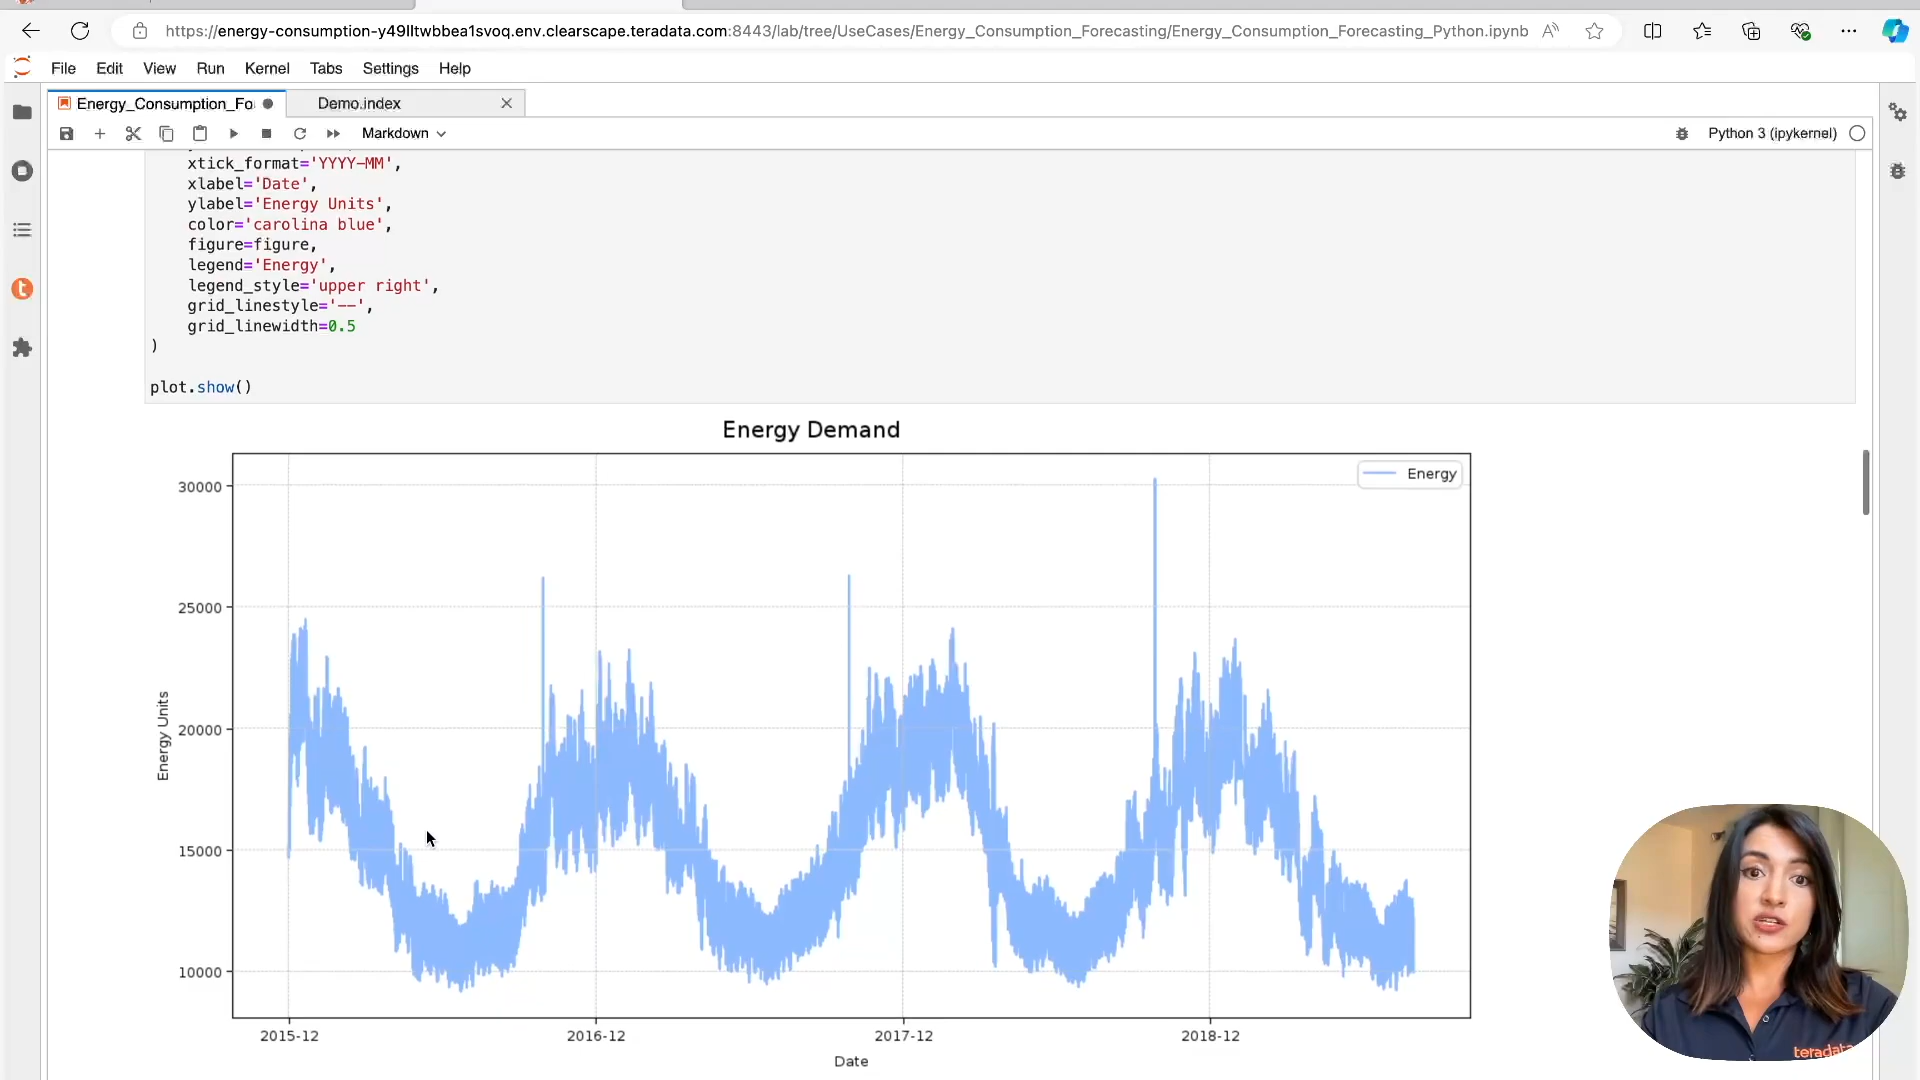 https://energy-consumption-y49lltwbbea1svoq.env.clearscape.teradata.com:8443/lab/tree/UseCases/Energy_Consumption_Forecasting/Energy_Consumption_Forecasting_Python.ipynb
File Edit View Run Kernel Tabs Settings Help
Energy_Consumption_Fo
Demo.index
Markdown
Python 3 (ipykernel)
xtick_format='YYYY-MM',
xlabel='Date',
ylabel='Energy Units',
color='carolina blue',
figure=figure,
legend='Energy',
legend_style='upper right',
grid_linestyle='--',
grid_linewidth=0.5
)
plot.show()
Energy Demand
Energy
30000
25000
20000
15000
10000
Energy Units
2015-12 2016-12 2017-12 2018-12
Date
teradata.